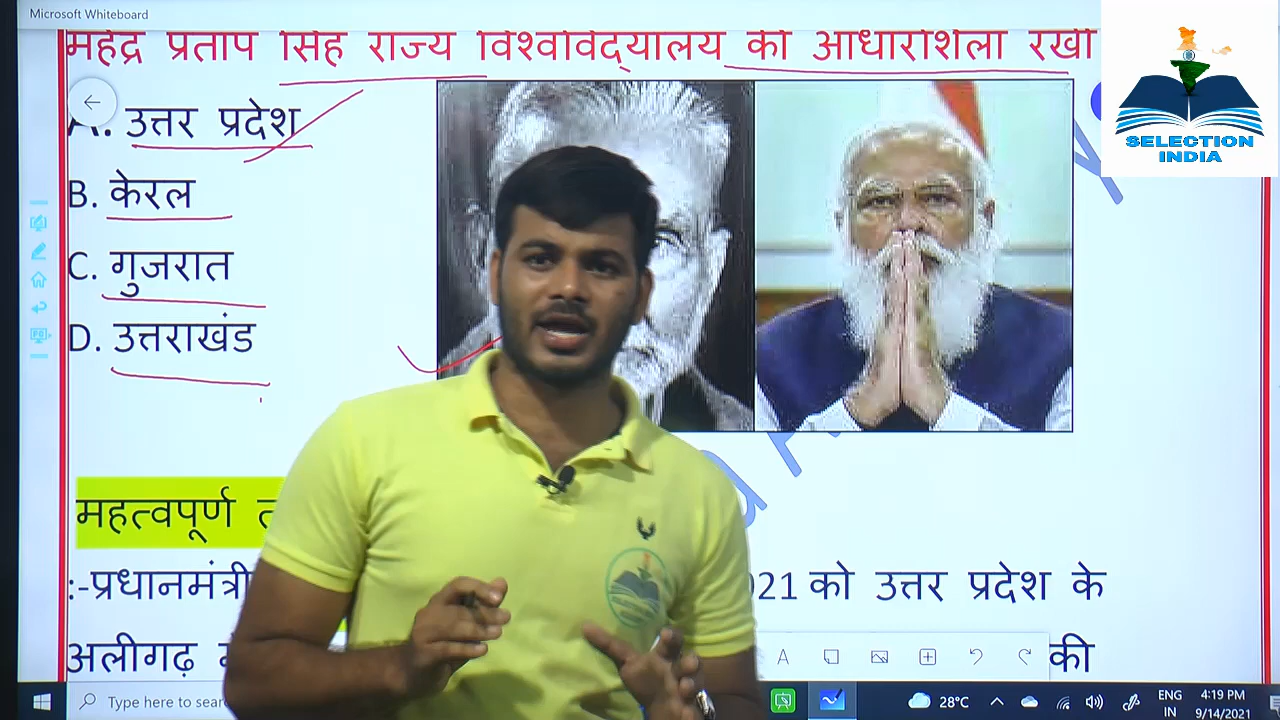 Microsoft Whiteboard
महेंद्र प्रताप सिंह राज्य विश्वविद्यालय की आधारशिला रखी
A. उत्तर प्रदेश
B. केरल
C. गुजरात
D. उत्तराखंड
SELECTION
INDIA
महत्वपूर्ण
:-प्रधानमंत्री 021 को उत्तर प्रदेश के
अलीगढ़ की
Type here to sear
28°C
ENG
IN
4:19 PM
9/14/2021